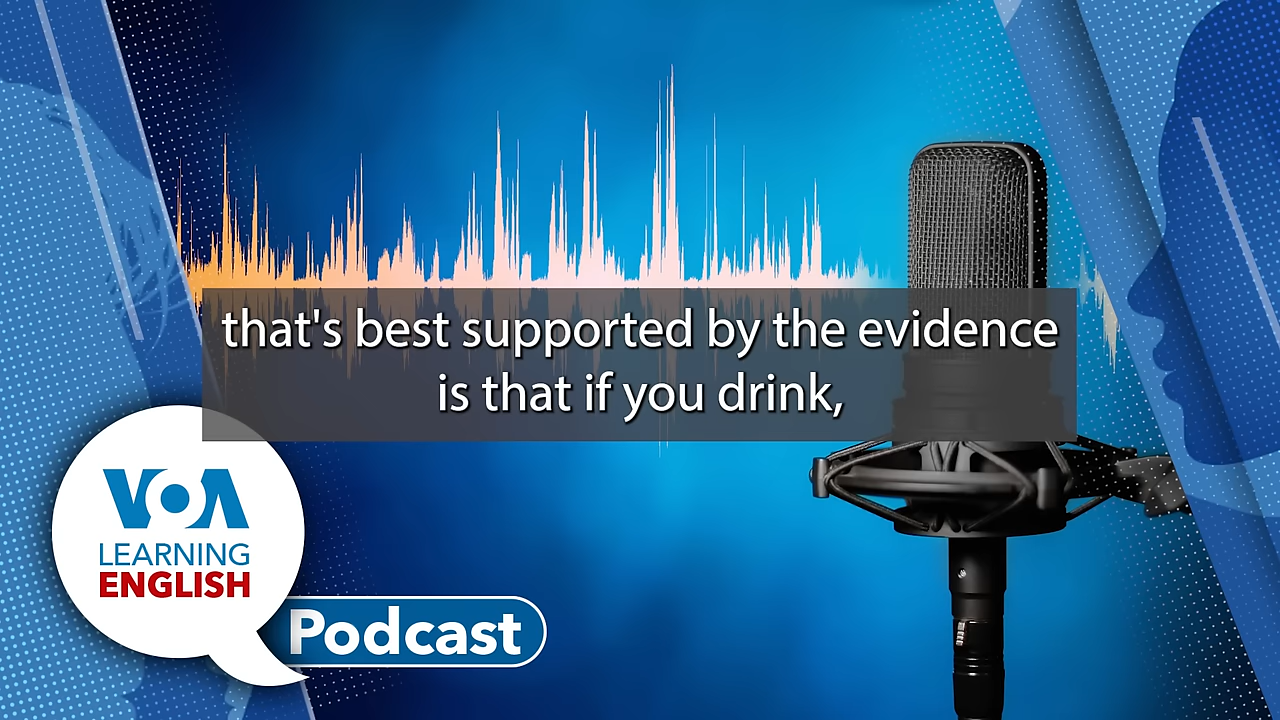 that's best supported by the evidence
is that if you drink,
VOA
LEARNING
ENGLISH
Podcast